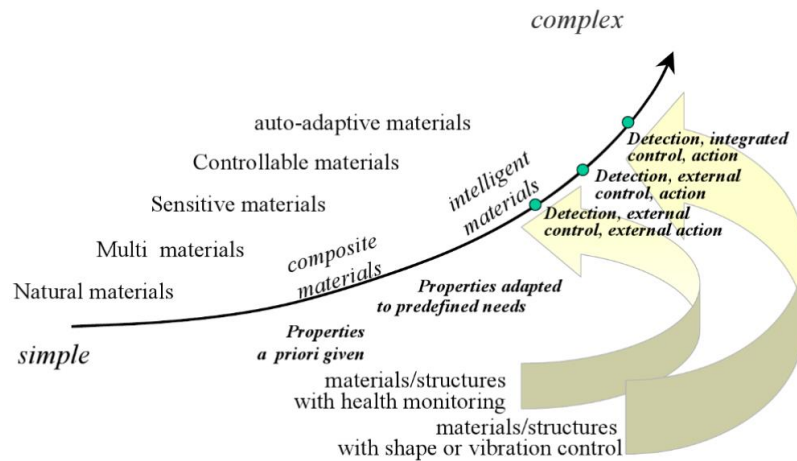 complex
auto-adaptive materials
Detection, integrated
control, action
Controllable materials
intelligent
materials
Detection, external
control, action
Sensitive materials
Detection, external
control, external action
Multi materials
composite
materials
Natural materials
Properties adapted
to predefined needs
simple
Properties
a priori given
materials/structures
with health monitoring
materials/structures
with shape or vibration control